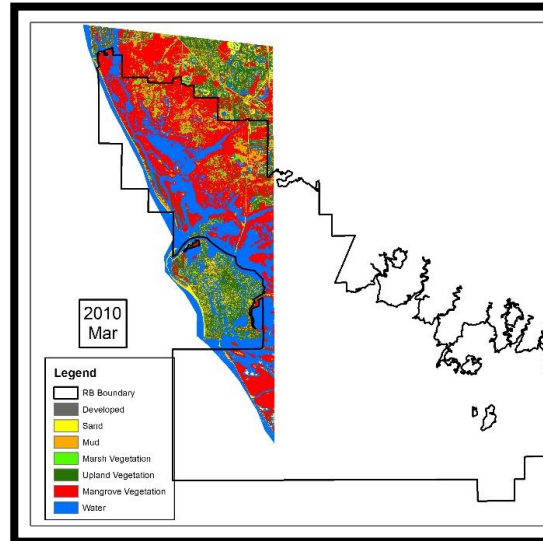 2010
Mar
Legend
RB Boundary
Developed
Sand
Mud
Marsh Vegetation
Upland Vegetation
Mangrove Vegetation
Water